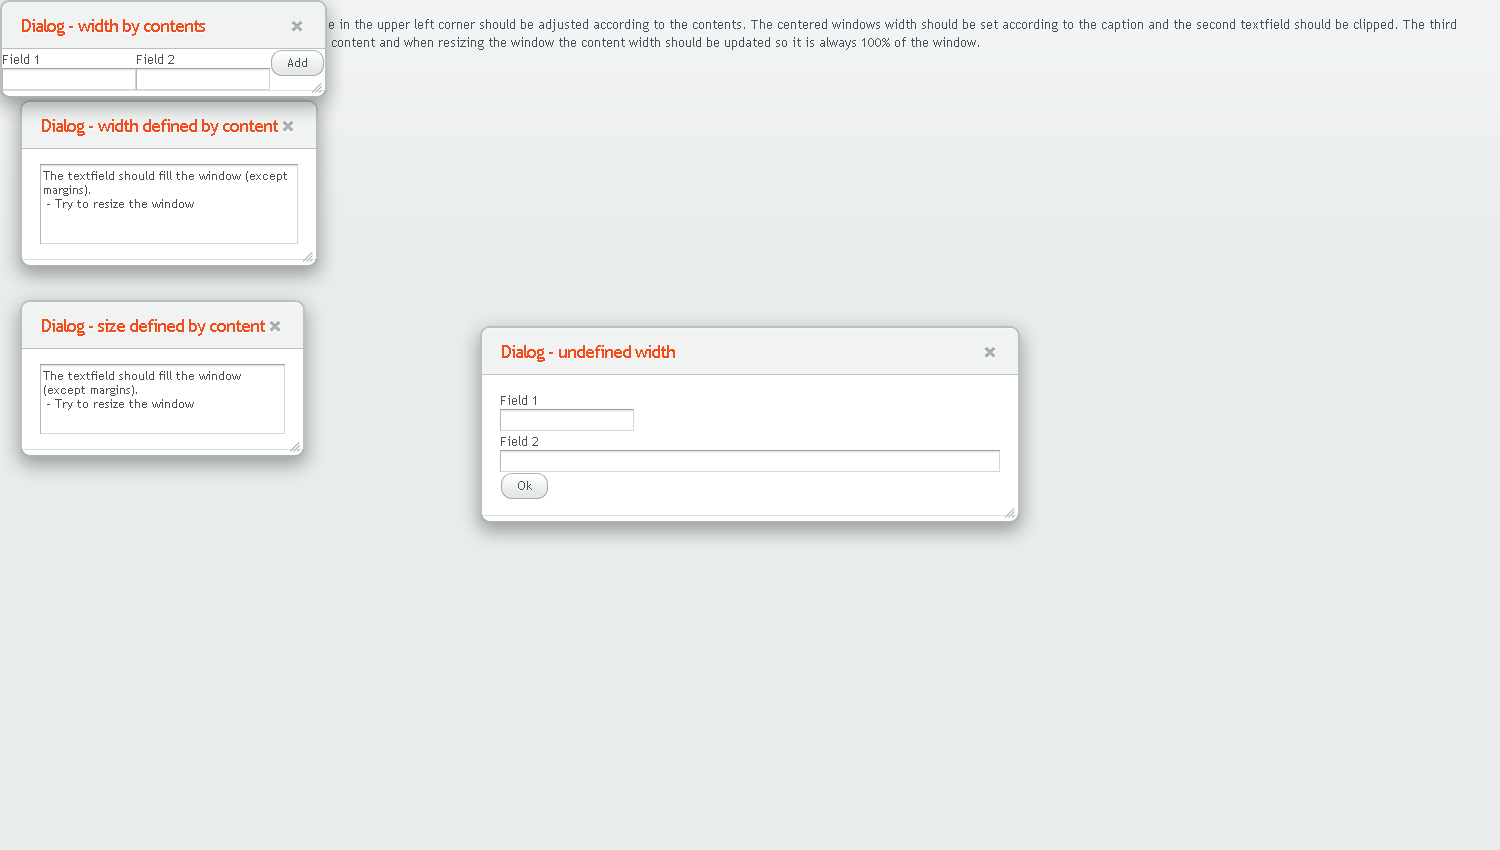 Dialog - width by contents
e in the upper left corner should be adjusted according to the contents. The centered windows width should be set according to the caption and the second textfield should be clipped. The third
content and when resizing the window the content width should be updated so it is always 100% of the window.
Field 1
Field 2
Add
Dialog - width defined by content
The textfield should fill the window (except
margins).
- Try to resize the window
Dialog - size defined by content
The textfield should fill the window
(except margins).
- Try to resize the window
Dialog - undefined width
Field 1
Field 2
Ok